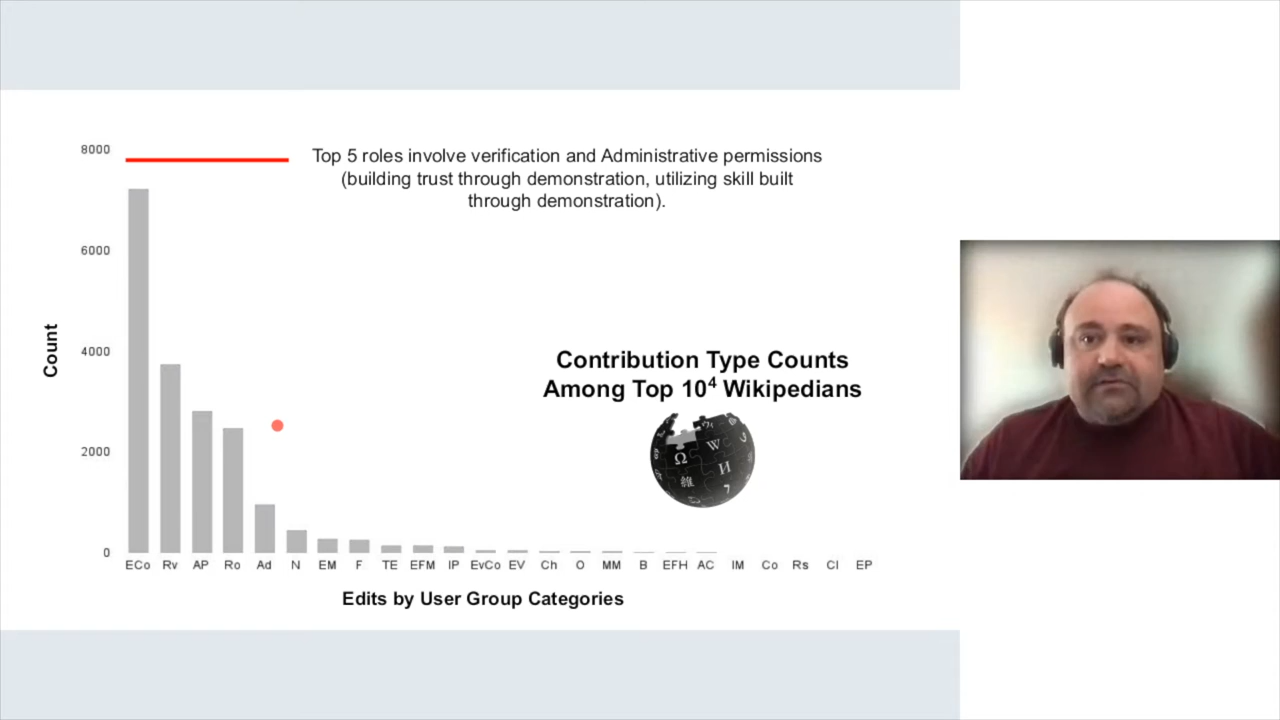 8000
Top 5 roles involve verification and Administrative permissions
(building trust through demonstration, utilizing skill built
through demonstration).
6000
Count
4000
Contribution Type Counts
Among Top 10⁴ Wikipedians
2000
Ω W И 維
0
ECo Rv AP Ro Ad N EM F TE EFM IP EvCo EV Ch O MM B EFH AC IM Co Rs CI EP
Edits by User Group Categories